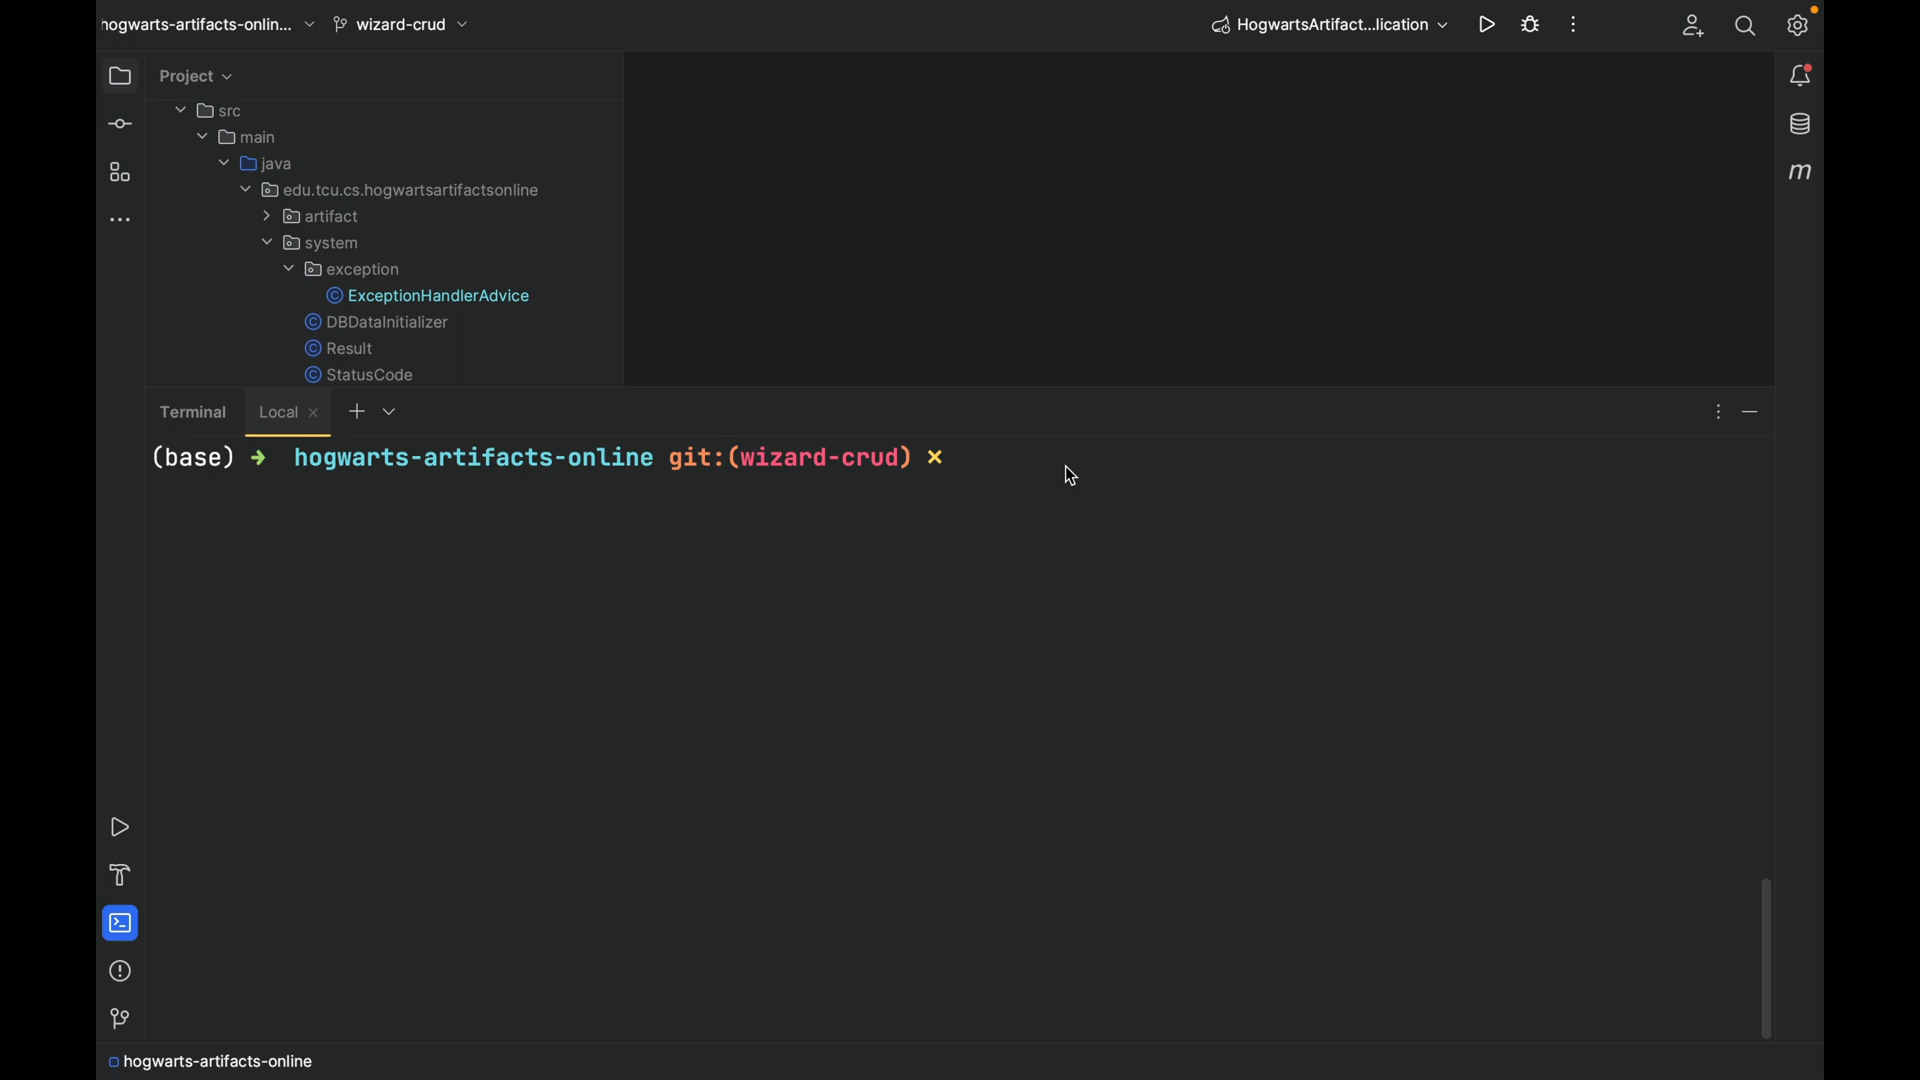 hogwarts-artifacts-onlin... wizard-crud HogwartsArtifact...lication
Project
src
main
java
edu.tcu.cs.hogwartsartifactsonline
artifact
system
exception
ExceptionHandlerAdvice
DBDataInitializer
Result
StatusCode
Terminal Local
(base) ➜ hogwarts-artifacts-online git:(wizard-crud) ✗
hogwarts-artifacts-online